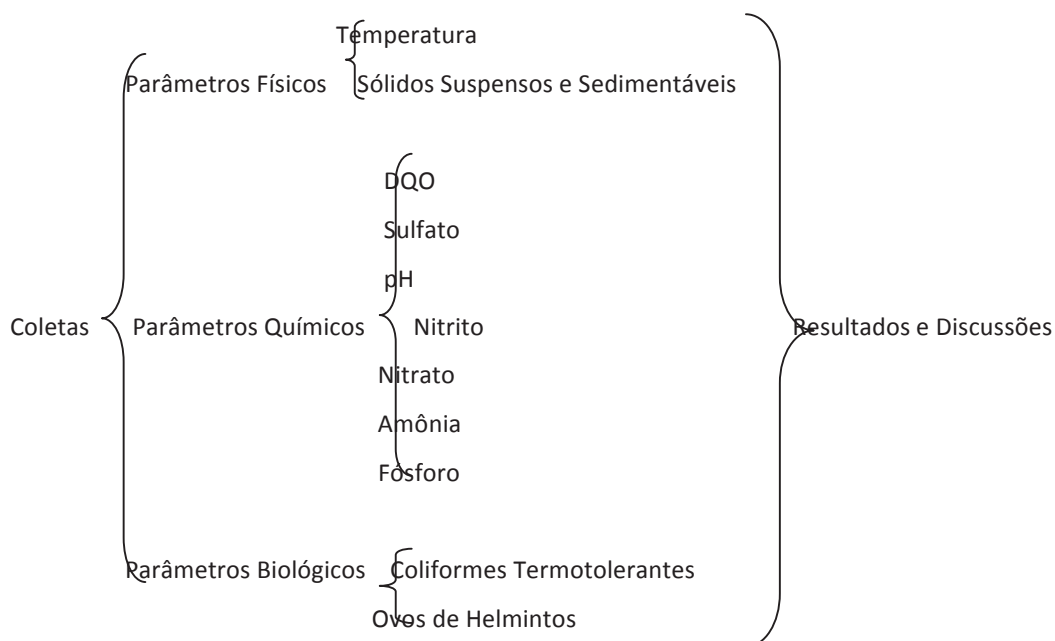 Temperatura
Parâmetros Físicos Sólidos Suspensos e Sedimentáveis
DQO
Sulfato
pH
Coletas Parâmetros Químicos Nitrito Resultados e Discussões
Nitrato
Amônia
Fósforo
Parâmetros Biológicos Coliformes Termotolerantes
Ovos de Helmintos